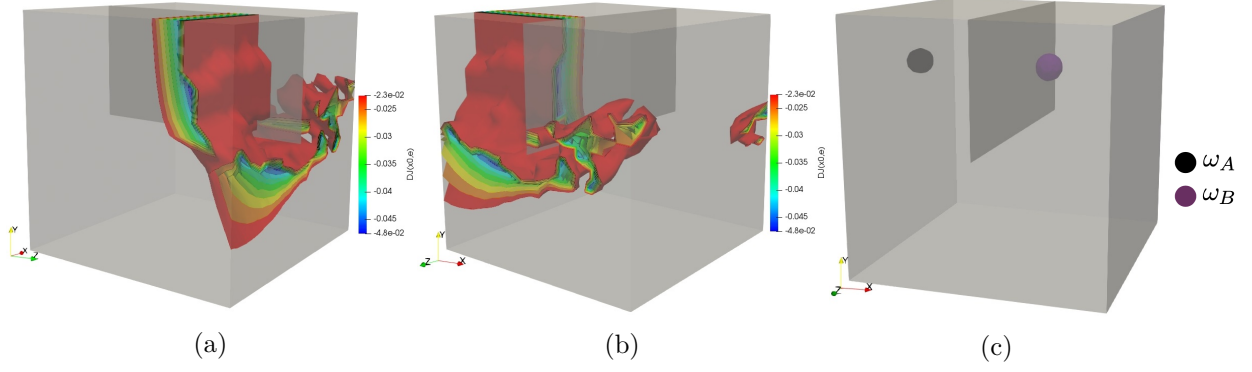 -2.3e-02
-0.025
-0.03
-0.035
-0.04
-0.045
-4.8e-02
DJ(x0,e)
Y
X
Z
(a)
-2.3e-02
-0.025
-0.03
-0.035
-0.04
-0.045
-4.8e-02
DJ(x0,e)
Y
Z
X
(b)
Y
Z
X
(c)
ω_A
ω_B